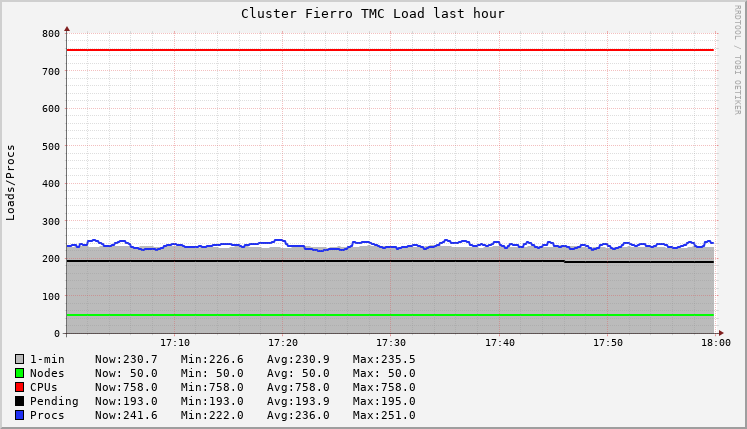 Cluster Fierro TMC Load last hour
RRDTOOL / TOBI OETIKER
Loads/Procs
800
700
600
500
400
300
200
100
0
17:10 17:20 17:30 17:40 17:50 18:00
1-min Now:230.7 Min:226.6 Avg:230.9 Max:235.5
Nodes Now: 50.0 Min: 50.0 Avg: 50.0 Max: 50.0
CPUs Now:758.0 Min:758.0 Avg:758.0 Max:758.0
Pending Now:193.0 Min:193.0 Avg:193.9 Max:195.0
Procs Now:241.6 Min:222.0 Avg:236.0 Max:251.0